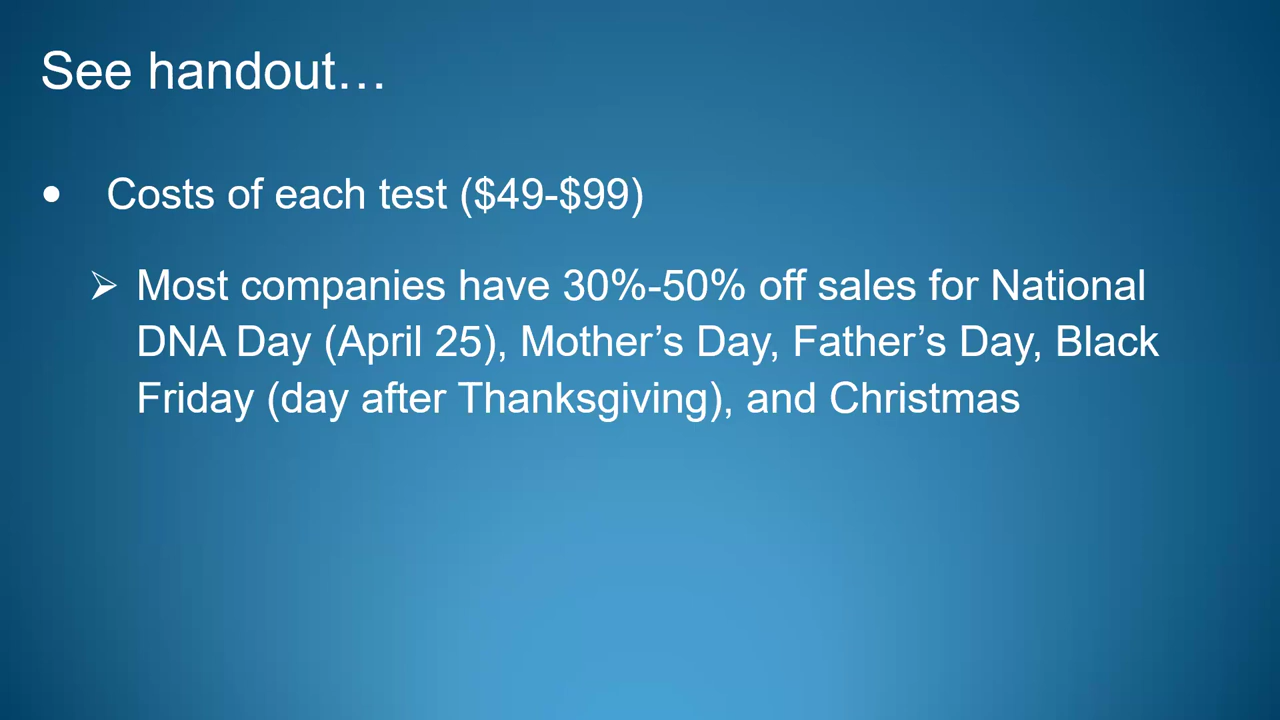 See handout…
• Costs of each test ($49-$99)
➢ Most companies have 30%-50% off sales for National
DNA Day (April 25), Mother’s Day, Father’s Day, Black
Friday (day after Thanksgiving), and Christmas